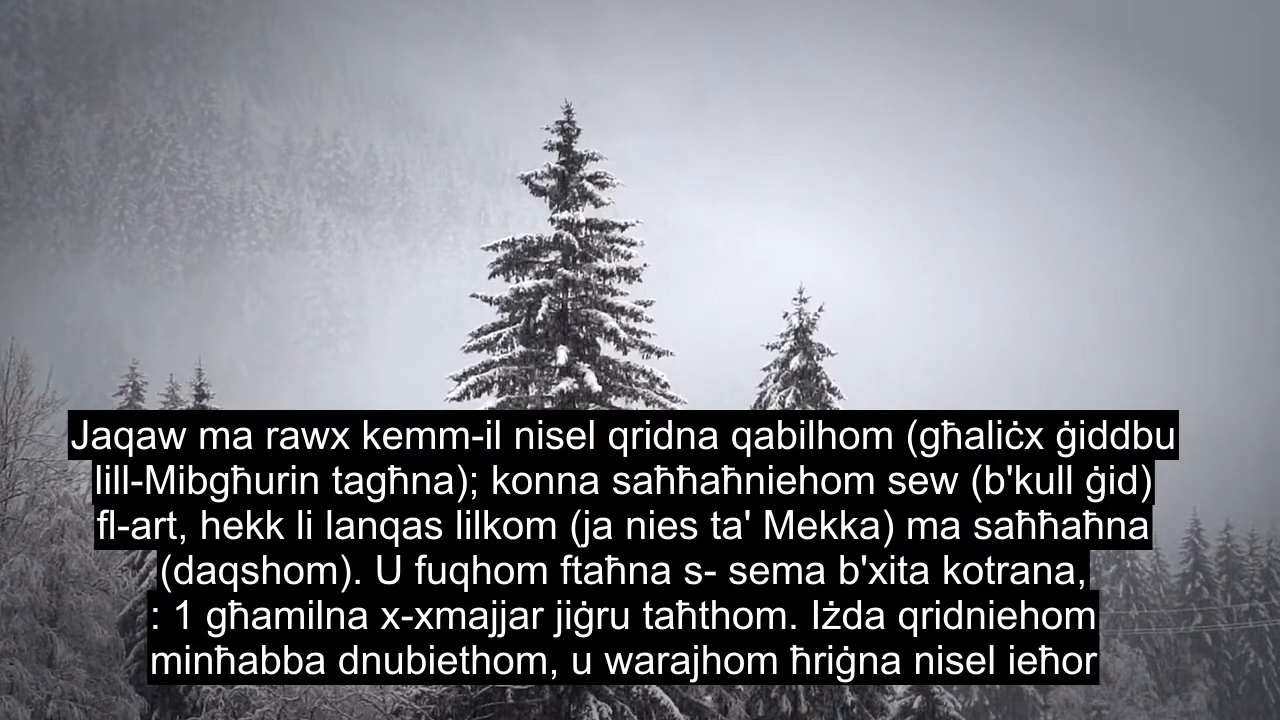 Jaqaw ma rawx kemm-il nisel qridna qabilhom (għaliċx ġiddbu
lill-Mibgħurin tagħna); konna saħħaħniehom sew (b'kull ġid)
fl-art, hekk li lanqas lilkom (ja nies ta' Mekka) ma saħħaħna
(daqshom). U fuqhom ftaħna s- sema b'xita kotrana,
: 1 għamilna x-xmajjar jiġru taħthom. Iżda qridniehom
minħabba dnubiethom, u warajhom ħriġna nisel ieħor